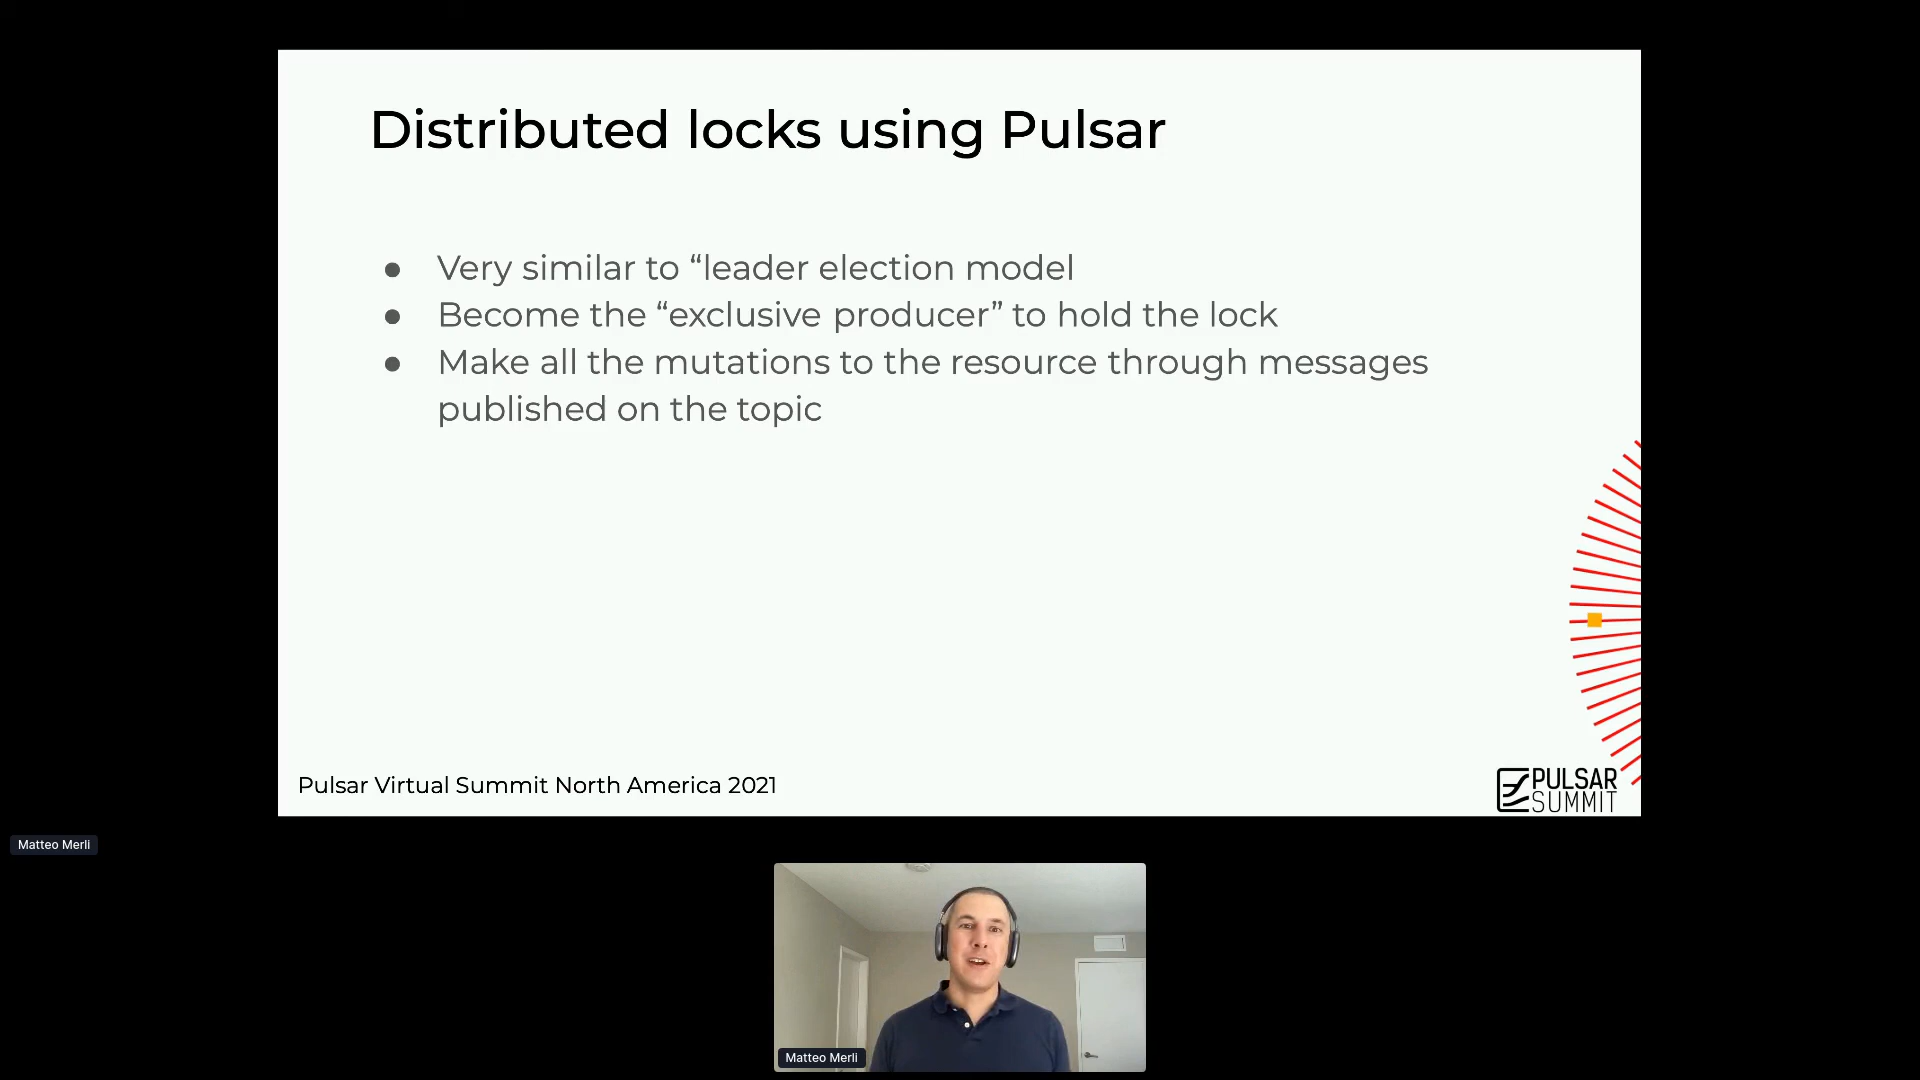 Distributed locks using Pulsar
● Very similar to “leader election model
● Become the “exclusive producer” to hold the lock
● Make all the mutations to the resource through messages
published on the topic
Pulsar Virtual Summit North America 2021
PULSAR
SUMMIT
Matteo Merli
Matteo Merli